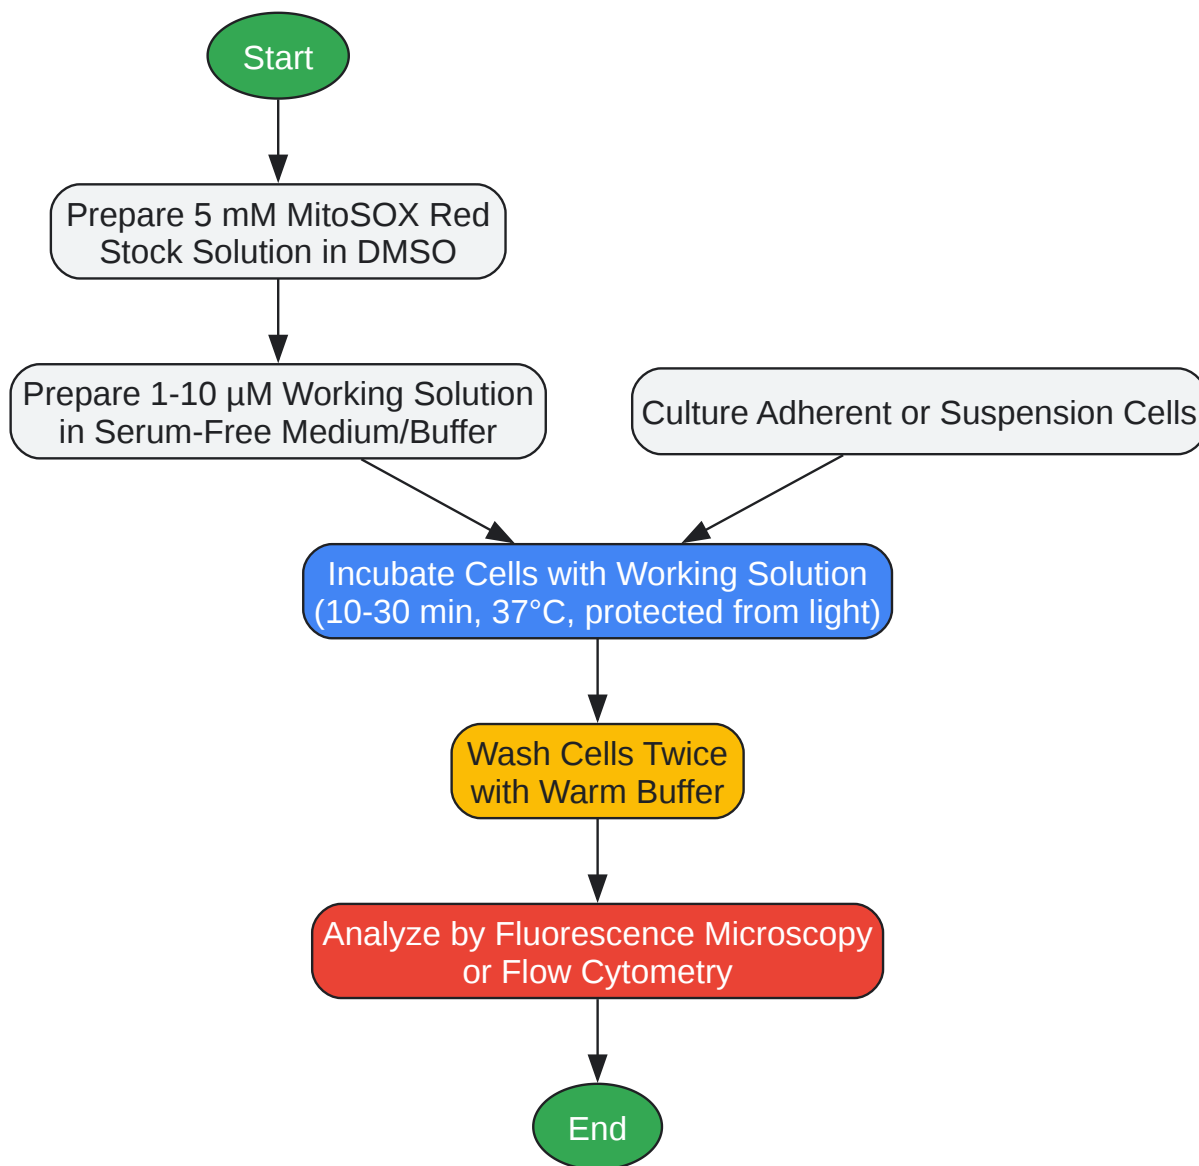 Start
Prepare 5 mM MitoSOX Red
Stock Solution in DMSO
Prepare 1-10 µM Working Solution
in Serum-Free Medium/Buffer
Culture Adherent or Suspension Cells
Incubate Cells with Working Solution
(10-30 min, 37°C, protected from light)
Wash Cells Twice
with Warm Buffer
Analyze by Fluorescence Microscopy
or Flow Cytometry
End